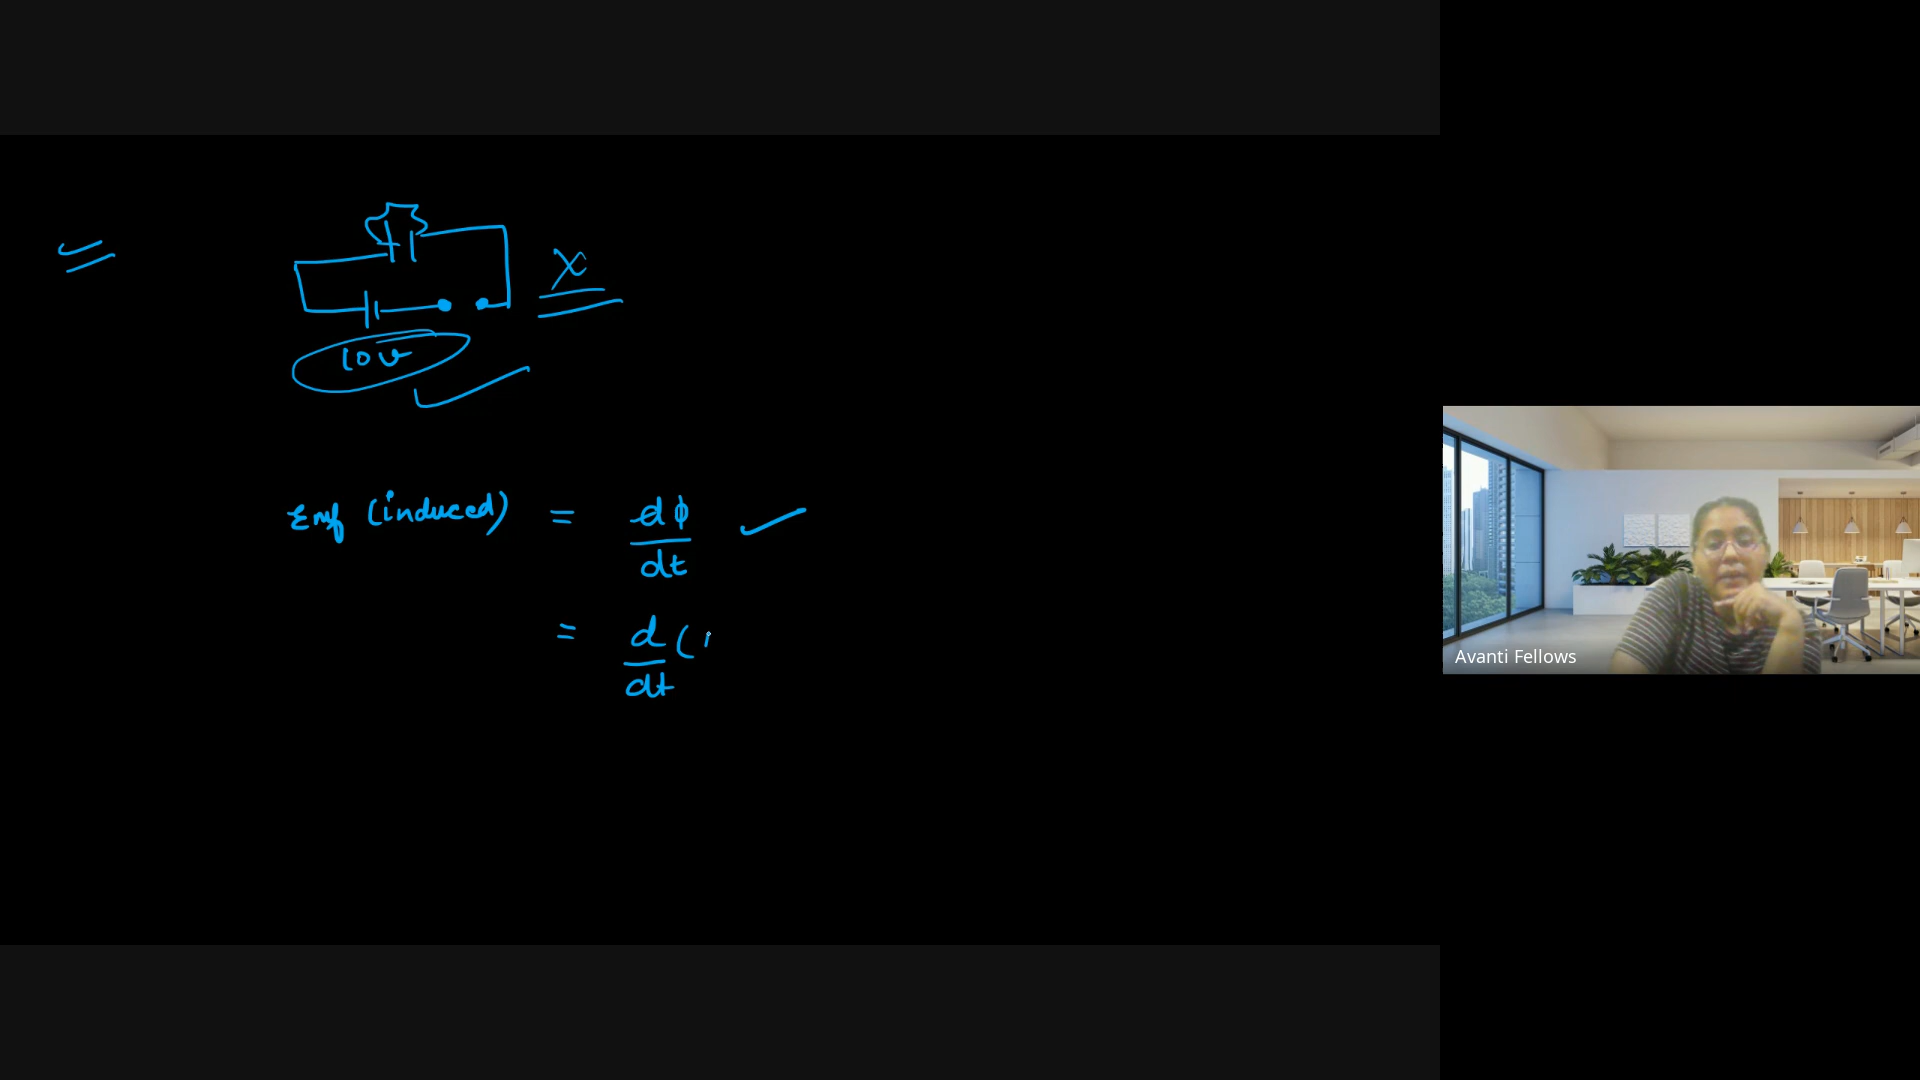 X
10v
Emf (induced) = dϕ/dt
= d/dt (
Avanti Fellows